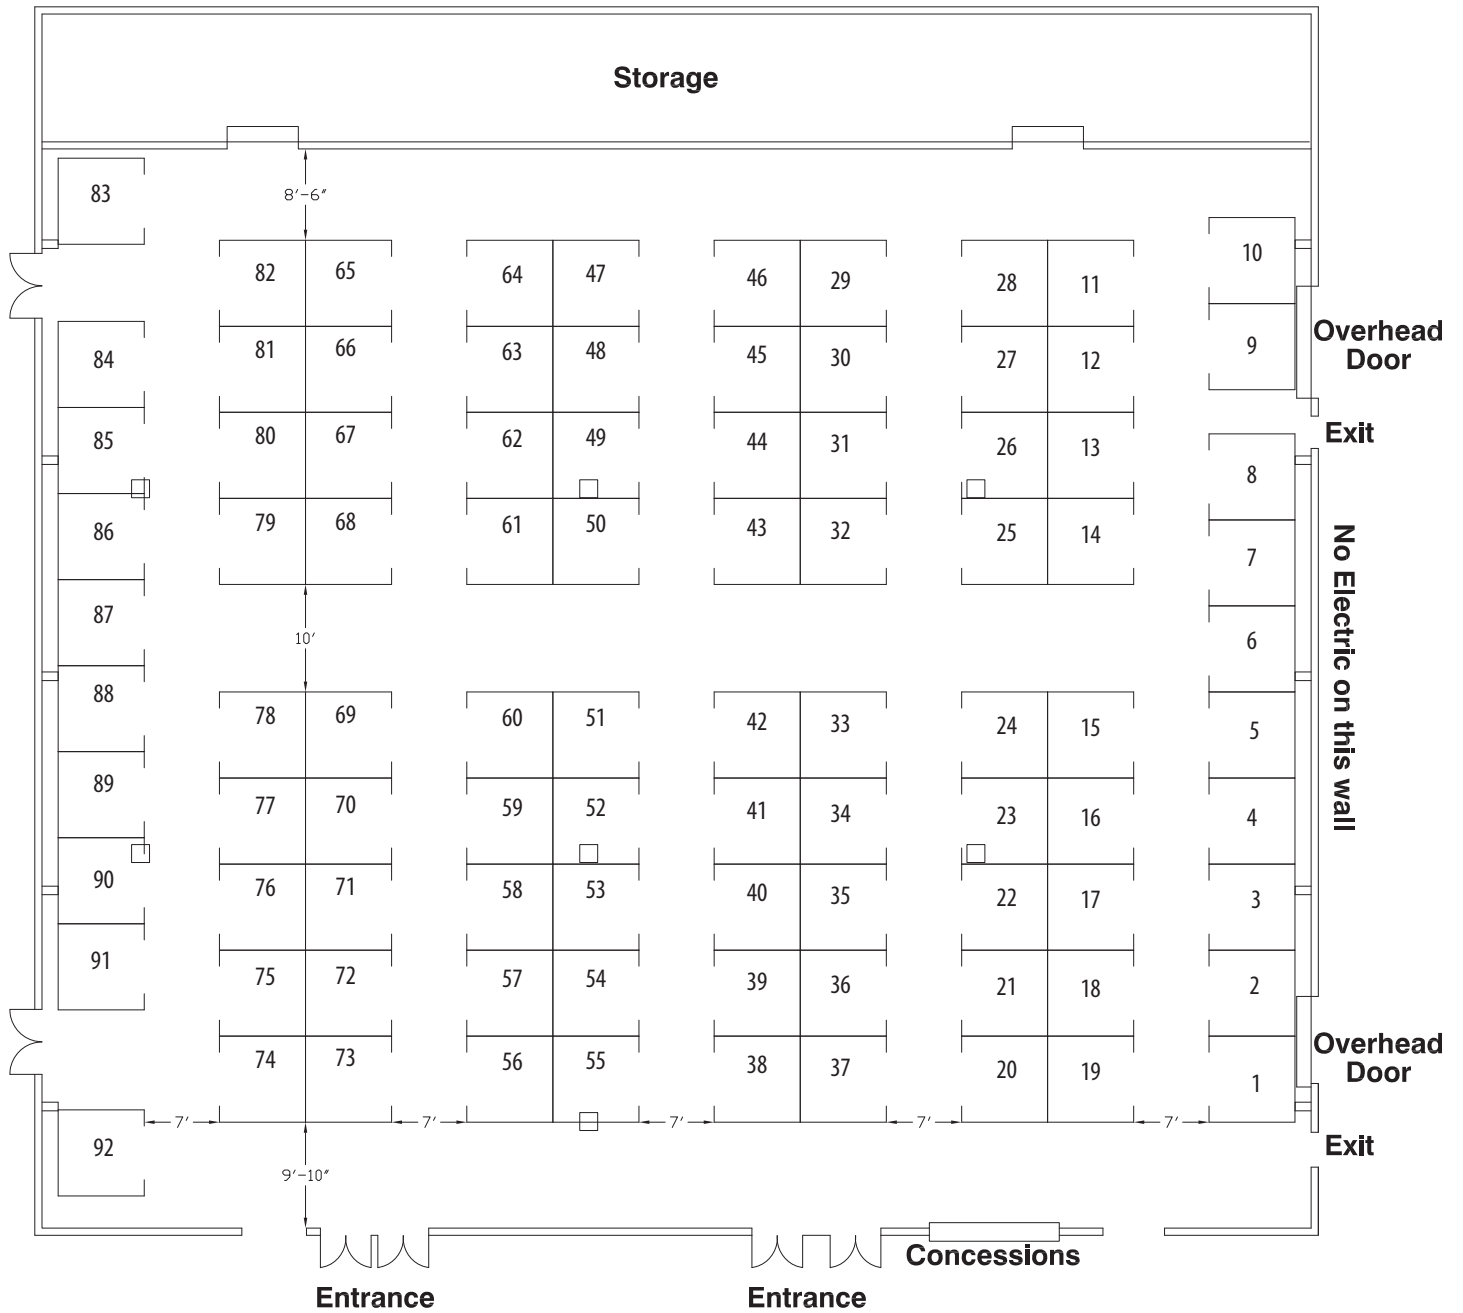 Storage
83
8'-6"
82 65 64 47 46 29 28 11 10
81 66 63 48 45 30 27 12 9
Overhead
Door
84
80 67 62 49 44 31 26 13
Exit
85
8
79 68 61 50 43 32 25 14
86
7
No Electric on this wall
87
10'
6
88
78 69 60 51 42 33 24 15 5
89
77 70 59 52 41 34 23 16 4
90
76 71 58 53 40 35 22 17 3
91
75 72 57 54 39 36 21 18 2
74 73 56 55 38 37 20 19 1
Overhead
Door
7' 7' 7' 7' 7'
92
Exit
9'-10"
Concessions
Entrance Entrance